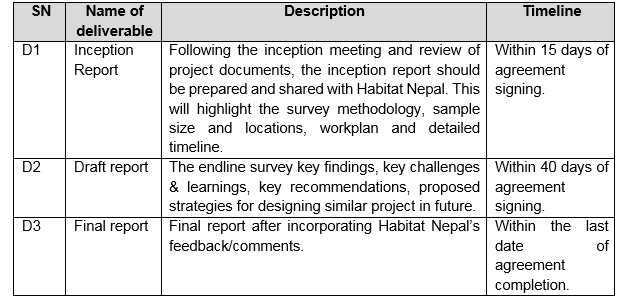 SN Name of deliverable Description Timeline
D1 Inception Report
Following the inception meeting and review of
project documents, the inception report should
be prepared and shared with Habitat Nepal. This
will highlight the survey methodology, sample
size and locations, workplan and detailed
timeline.
Within 15 days of
agreement
signing.
D2 Draft report
The endline survey key findings, key challenges
& learnings, key recommendations, proposed
strategies for designing similar project in future.
Within 40 days of
agreement
signing.
D3 Final report
Final report after incorporating Habitat Nepal's
feedback/comments.
Within the last
date of
agreement
completion.